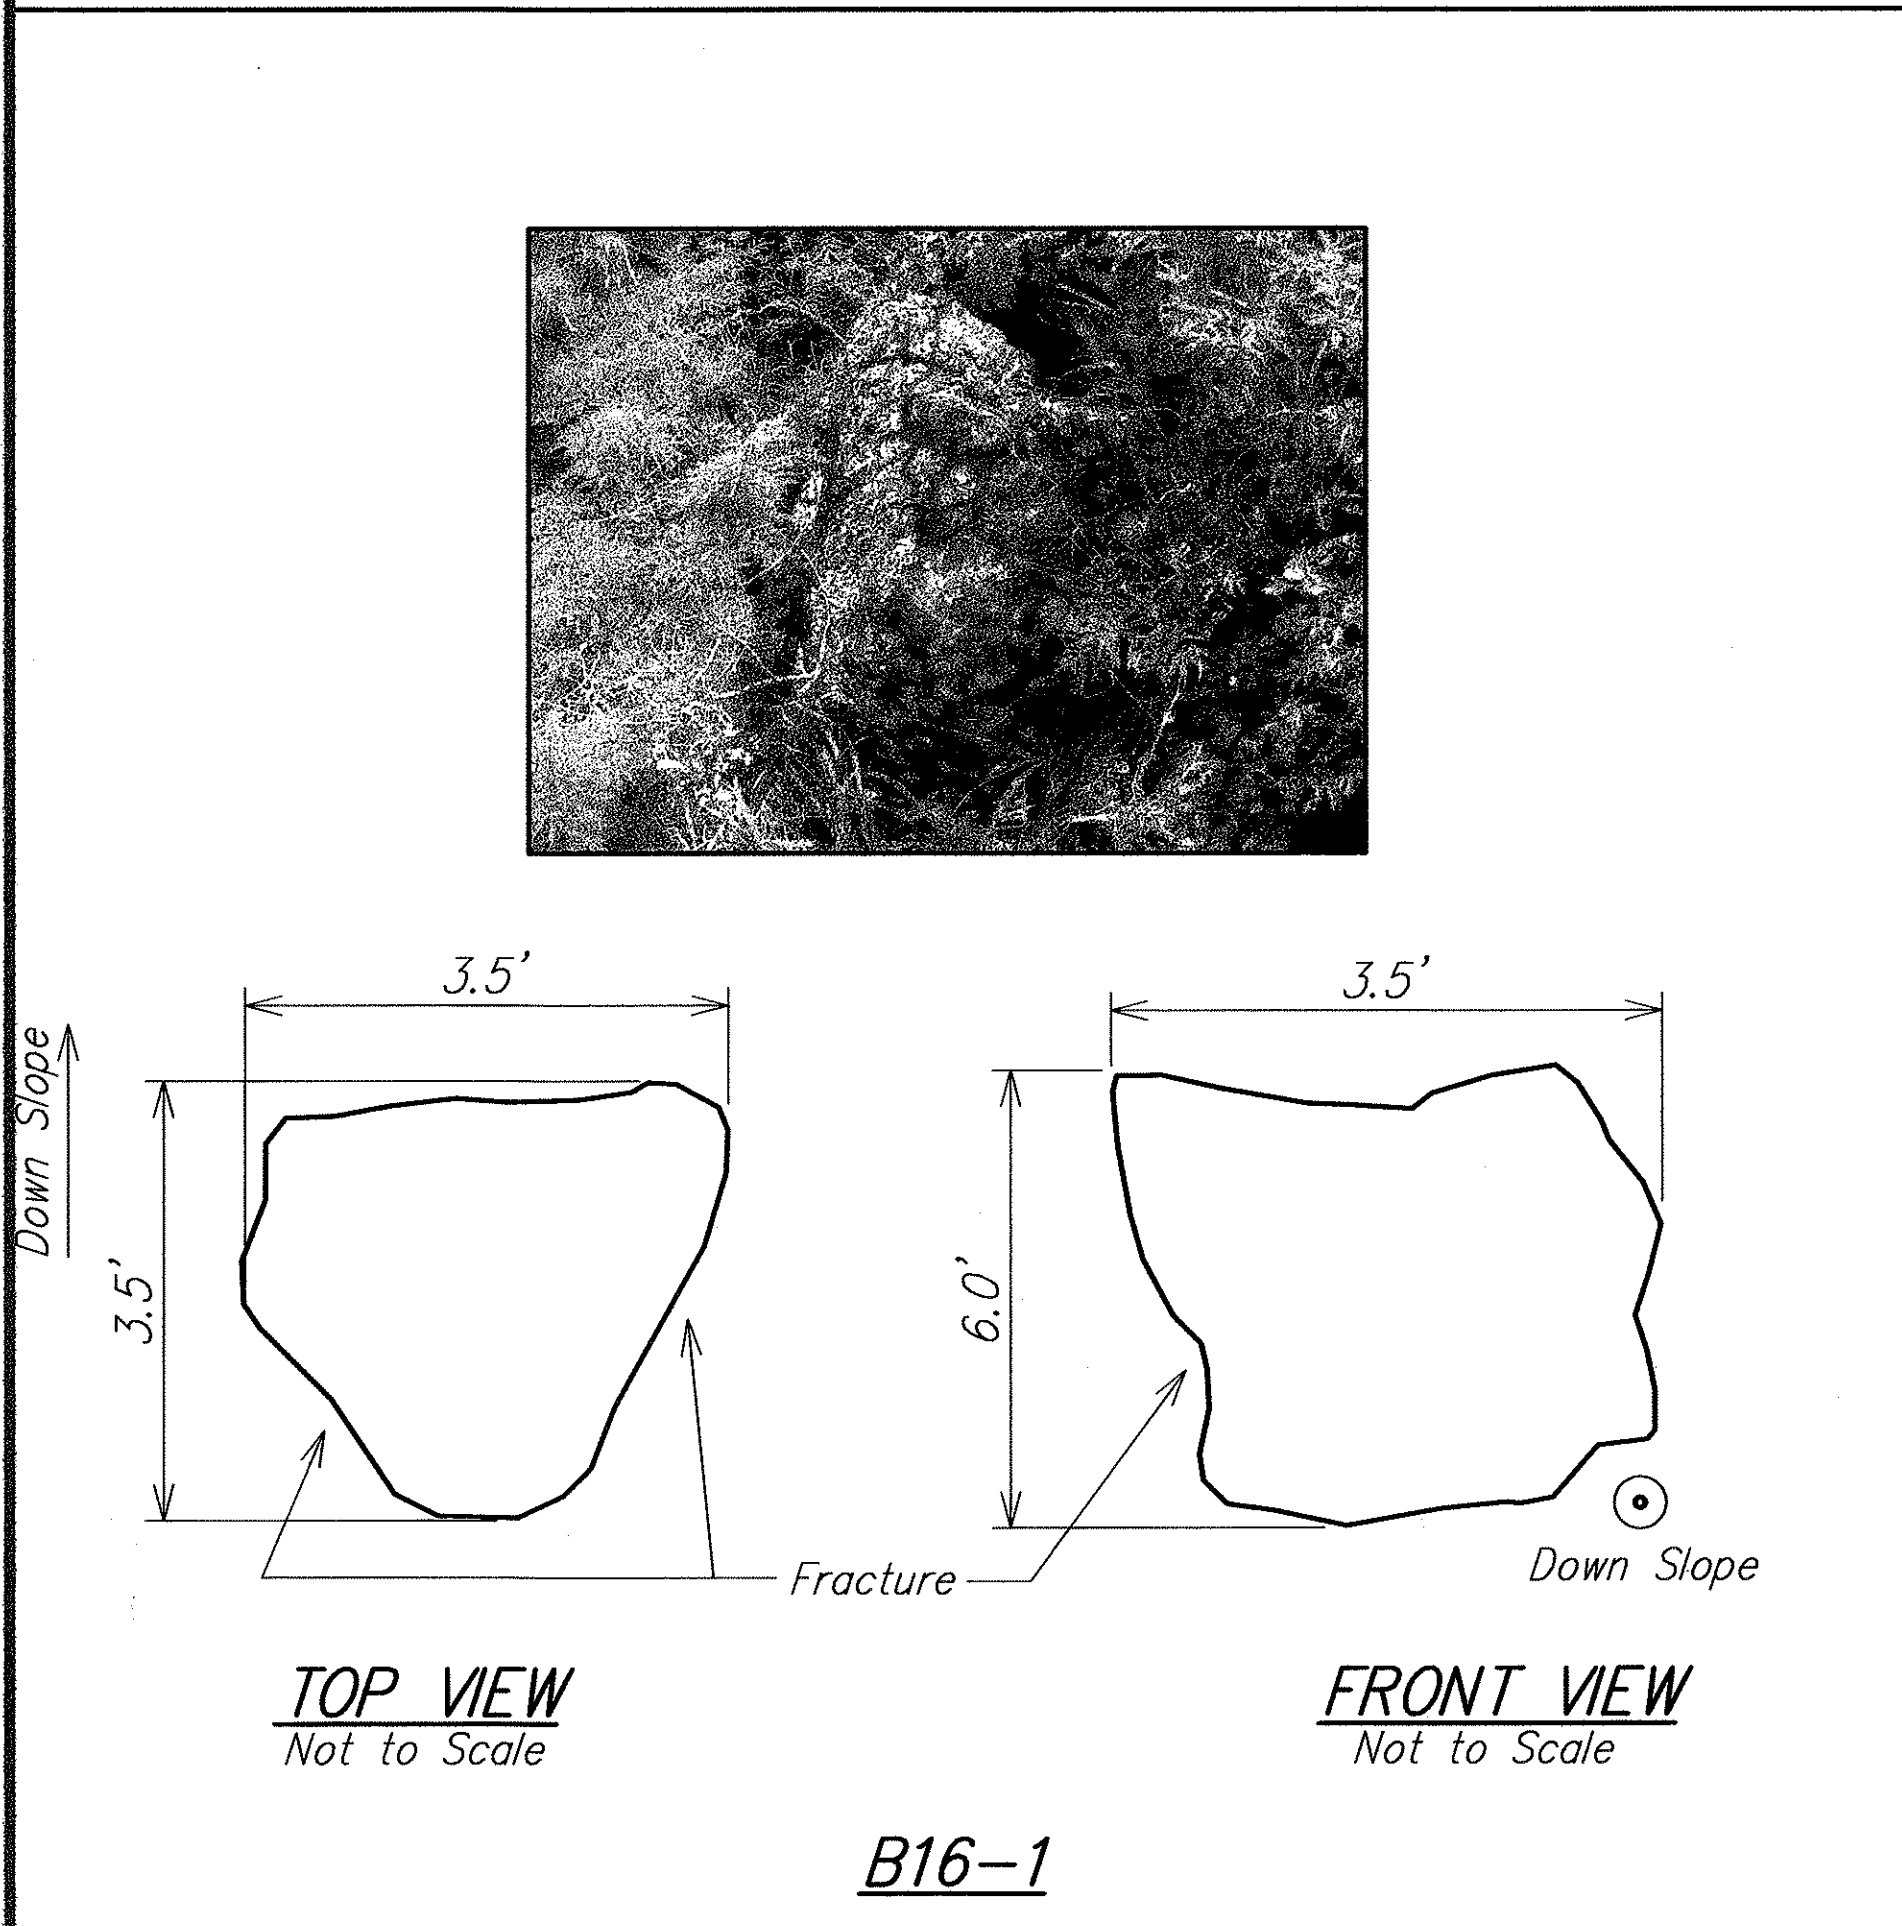 3.5'
3.5'
Down Slope
3.5'
6.0'
Fracture
Down Slope
TOP VIEW
Not to Scale
FRONT VIEW
Not to Scale
B16-1